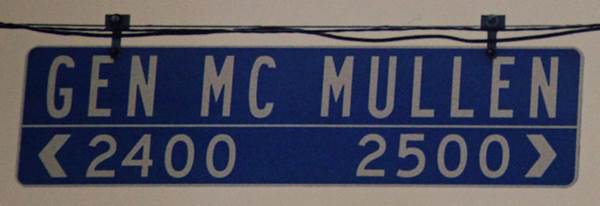 GEN MC MULLEN
< 2400 2500 >